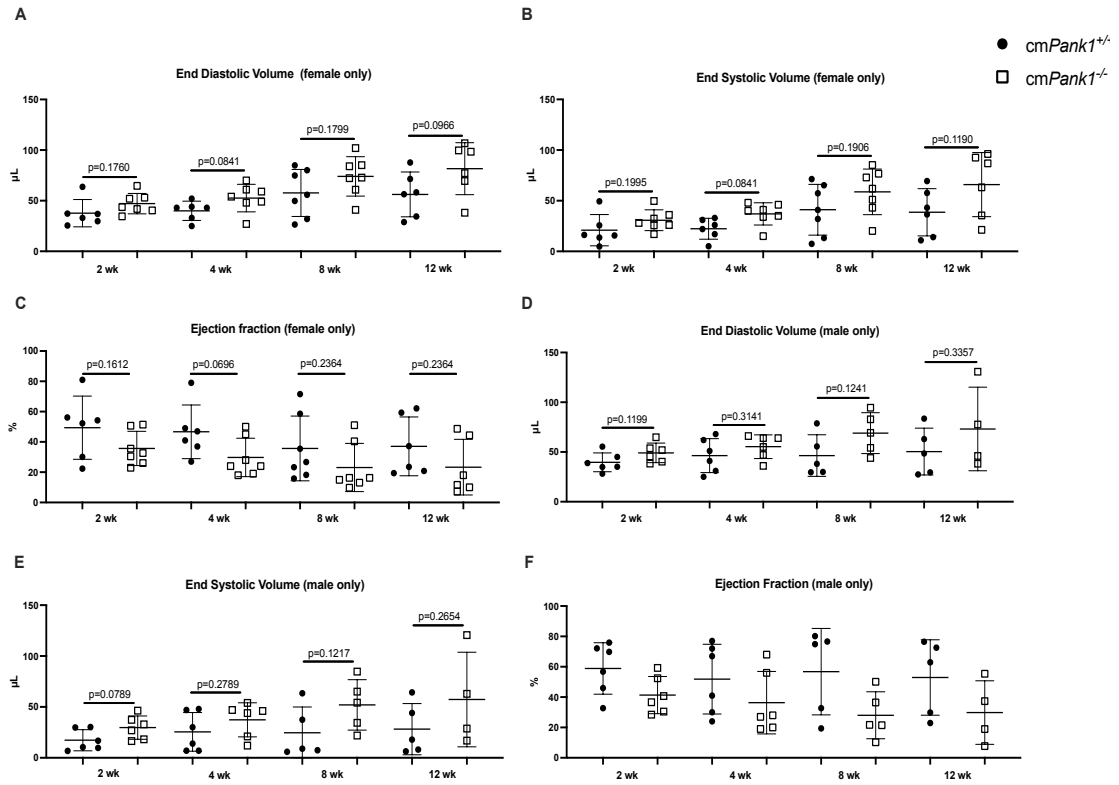 A
B
cmPank1+/-
cmPank1-/-
End Diastolic Volume (female only)
150
100
50
0
µL
p=0.1760
p=0.0841
p=0.1799
p=0.0966
2 wk
4 wk
8 wk
12 wk
End Systolic Volume (female only)
150
100
50
0
µL
p=0.1995
p=0.0841
p=0.1906
p=0.1190
2 wk
4 wk
8 wk
12 wk
C
Ejection fraction (female only)
100
80
60
40
20
0
%
p=0.1612
p=0.0696
p=0.2364
p=0.2364
2 wk
4 wk
8 wk
12 wk
D
End Diastolic Volume (male only)
150
100
50
0
µL
p=0.1199
p=0.3141
p=0.1241
p=0.3357
2 wk
4 wk
8 wk
12 wk
E
End Systolic Volume (male only)
150
100
50
0
µL
p=0.0789
p=0.2789
p=0.1217
p=0.2654
2 wk
4 wk
8 wk
12 wk
F
Ejection Fraction (male only)
100
80
60
40
20
0
%
2 wk
4 wk
8 wk
12 wk